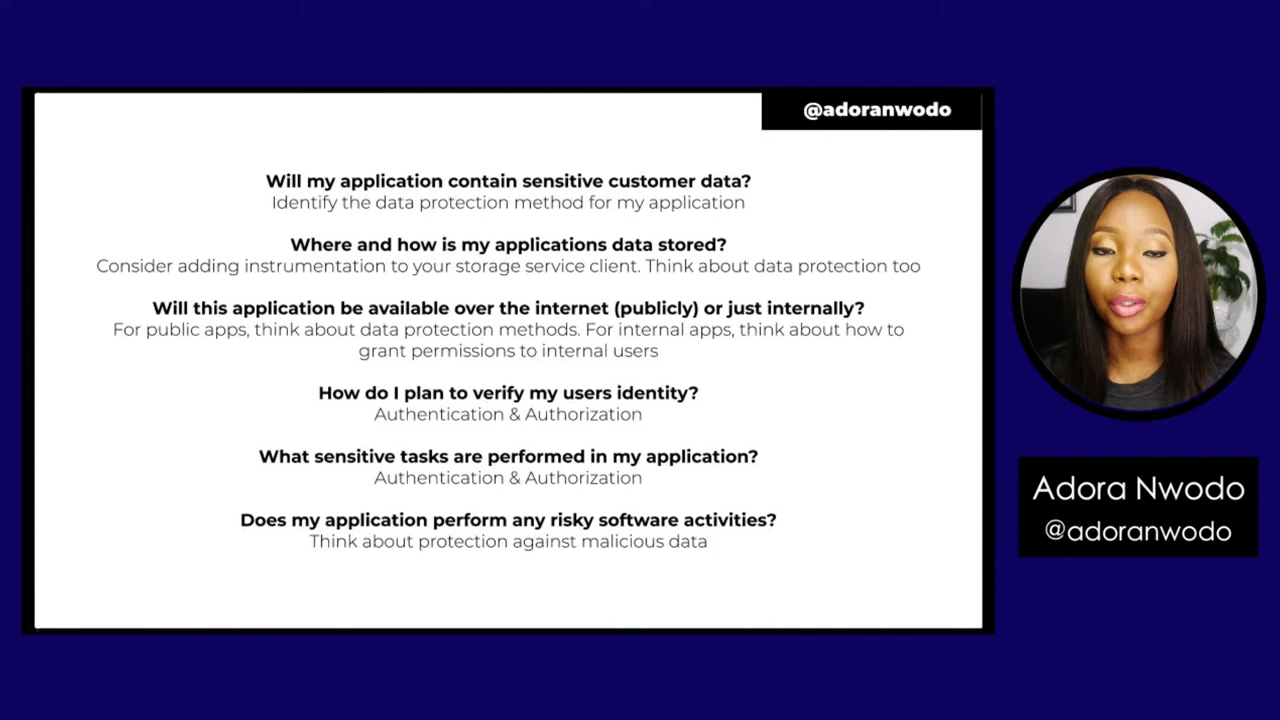 @adoranwodo
Will my application contain sensitive customer data?
Identify the data protection method for my application
Where and how is my applications data stored?
Consider adding instrumentation to your storage service client. Think about data protection too
Will this application be available over the internet (publicly) or just internally?
For public apps, think about data protection methods. For internal apps, think about how to
grant permissions to internal users
How do I plan to verify my users identity?
Authentication & Authorization
What sensitive tasks are performed in my application?
Authentication & Authorization
Does my application perform any risky software activities?
Think about protection against malicious data
Adora Nwodo
@adoranwodo